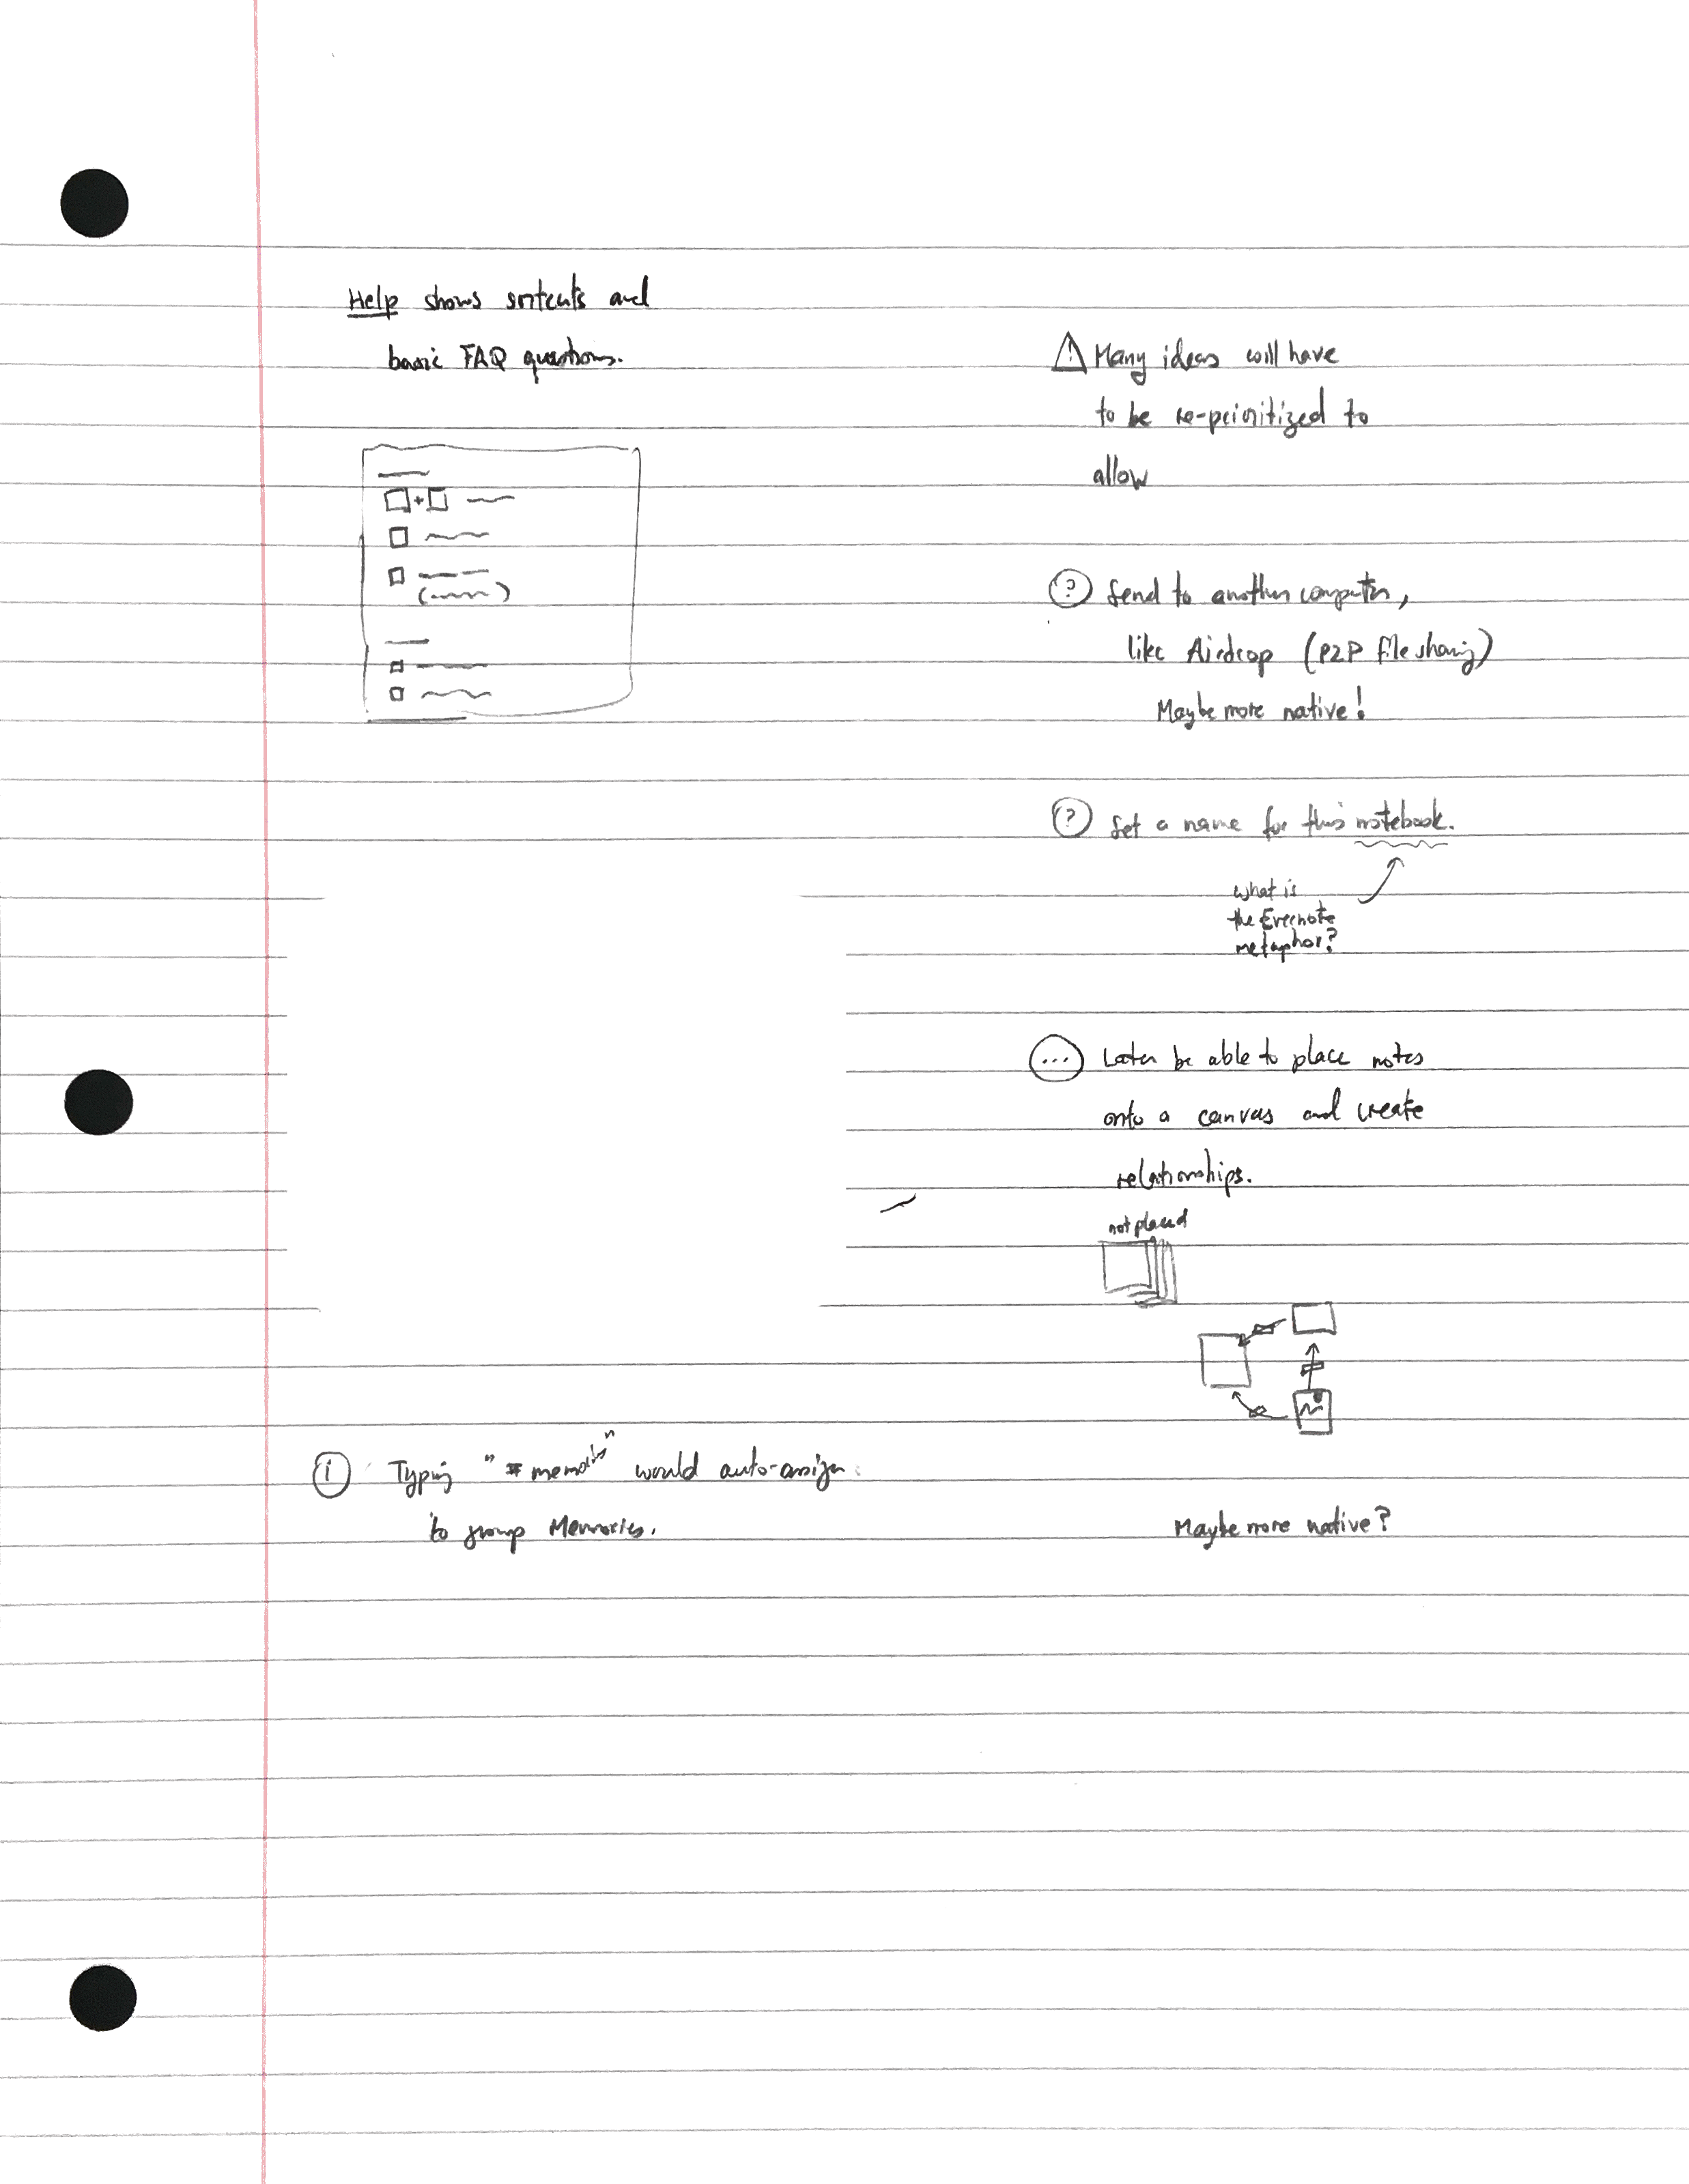 Help shows srtcuts and
basic FAQ questions.
Typing "# would auto-assign
to group Memories.
Many ideas will have
to be re-prioritized to
allow
? Send to another computer,
like Airdrop (P2P file sharing)
Maybe more native!
? Set a name for this notebook.
what is
the Evernote
metaphor?
... Later be able to place notes
onto a canvas and create
relationships.
not placed
Maybe more native?